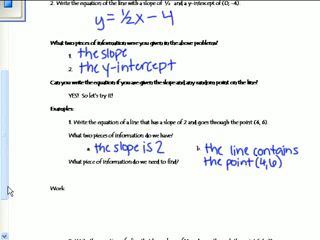 2. Write the equation of the line with a slope of ½ and a y-intercept of (0, -4).
y = ½x - 4
What two pieces of information were you given in the above problems?
1. the slope
2. the y-intercept
Can you write the equation if you are given the slope and any random point on the line?
YES! So let's try it!
Examples:
1. Write the equation of a line that has a slope of 2 and goes through the point (4, 6).
What two pieces of information do we have?
a. the slope is 2 b. the line contains
the point (4,6)
What piece of information do we need to find?
Work: